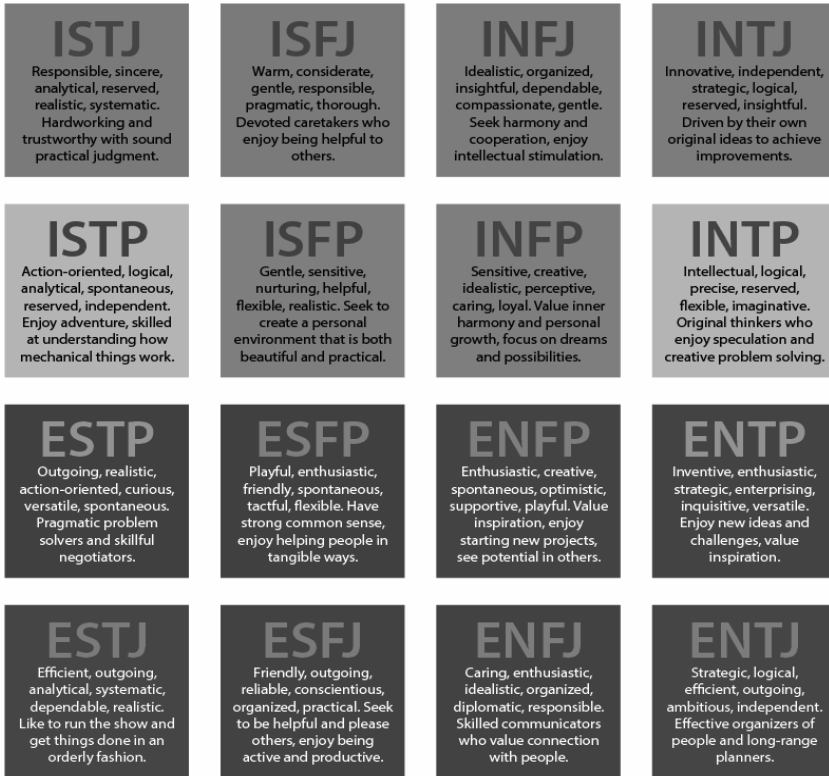 ISTJ
Responsible, sincere,
analytical, reserved,
realistic, systematic.
Hardworking and
trustworthy with sound
practical judgment.
ISFJ
Warm, considerate,
gentle, responsible,
pragmatic, thorough.
Devoted caretakers who
enjoy being helpful to
others.
INFJ
Idealistic, organized,
insightful, dependable,
compassionate, gentle.
Seek harmony and
cooperation, enjoy
intellectual stimulation.
INTJ
Innovative, independent,
strategic, logical,
reserved, insightful.
Driven by their own
original ideas to achieve
improvements.
ISTP
Action-oriented, logical,
analytical, spontaneous,
reserved, independent.
Enjoy adventure, skilled
at understanding how
mechanical things work.
ISFP
Gentle, sensitive,
nurturing, helpful,
flexible, realistic. Seek to
create a personal
environment that is both
beautiful and practical.
INFP
Sensitive, creative,
idealistic, perceptive,
caring, loyal. Value inner
harmony and personal
growth, focus on dreams
and possibilities.
INTP
Intellectual, logical,
precise, reserved,
flexible, imaginative.
Original thinkers who
enjoy speculation and
creative problem solving.
ESTP
Outgoing, realistic,
action-oriented, curious,
versatile, spontaneous.
Pragmatic problem
solvers and skillful
negotiators.
ESFP
Playful, enthusiastic,
friendly, spontaneous,
tactful, flexible. Have
strong common sense,
enjoy helping people in
tangible ways.
ENFP
Enthusiastic, creative,
spontaneous, optimistic,
supportive, playful. Value
inspiration, enjoy
starting new projects,
see potential in others.
ENTP
Inventive, enthusiastic,
strategic, enterprising,
inquisitive, versatile.
Enjoy new ideas and
challenges, value
inspiration.
ESTJ
Efficient, outgoing,
analytical, systematic,
dependable, realistic.
Like to run the show and
get things done in an
orderly fashion.
ESFJ
Friendly, outgoing,
reliable, conscientious,
organized, practical. Seek
to be helpful and please
others, enjoy being
active and productive.
ENFJ
Caring, enthusiastic,
idealistic, organized,
diplomatic, responsible.
Skilled communicators
who value connection
with people.
ENTJ
Strategic, logical,
efficient, outgoing,
ambitious, independent.
Effective organizers of
people and long-range
planners.